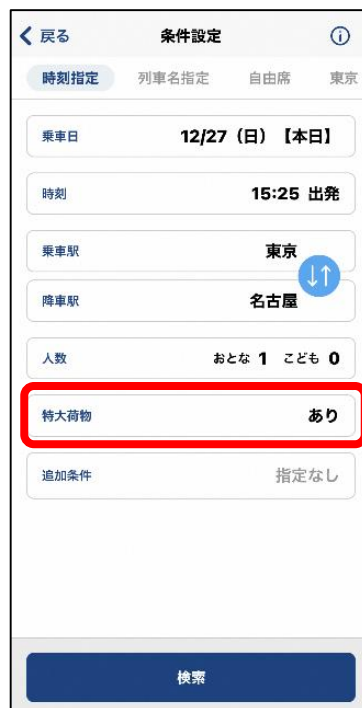 戻る 条件設定
時刻指定 列車名指定 自由席 東京
乗車日 12/27（日）【本日】
時刻 15:25 出発
乗車駅 東京
降車駅 名古屋
人数 おとな 1 こども 0
特大荷物 あり
追加条件 指定なし
検索